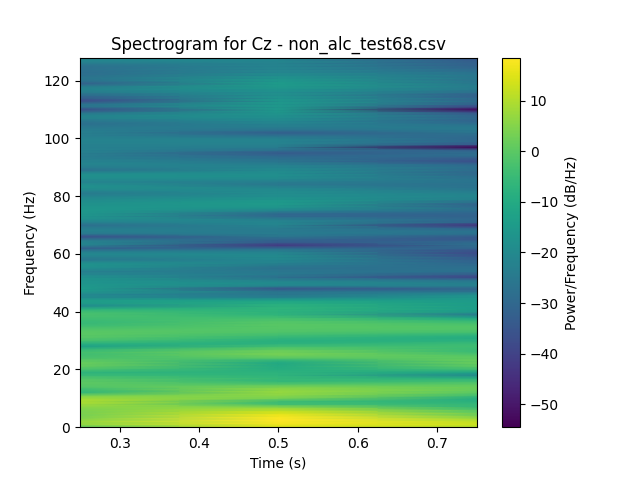 Spectrogram for Cz - non_alc_test68.csv
120
100
80
60
40
20
0
Frequency (Hz)
0.3 0.4 0.5 0.6 0.7
Time (s)
10
0
−10
−20
−30
−40
−50
Power/Frequency (dB/Hz)